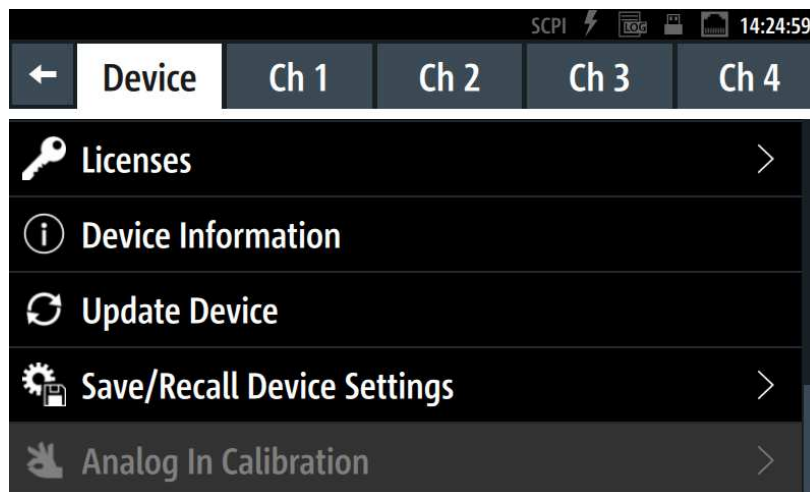 SCPI LOG 14:24:59
Device Ch 1 Ch 2 Ch 3 Ch 4
Licenses
Device Information
Update Device
Save/Recall Device Settings
Analog In Calibration